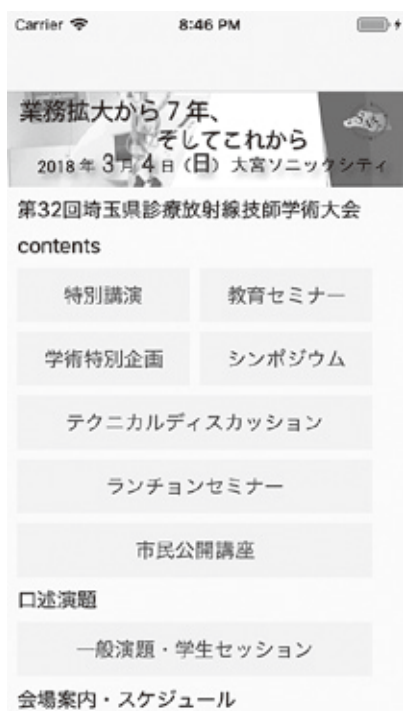 Carrier 8:46 PM
業務拡大から7年、
そしてこれから
2018年3月4日(日)大宮ソニックシティ
第32回埼玉県診療放射線技師学術大会
contents
特別講演 教育セミナー
学術特別企画 シンポジウム
テクニカルディスカッション
ランチョンセミナー
市民公開講座
口述演題
一般演題・学生セッション
会場案内・スケジュール